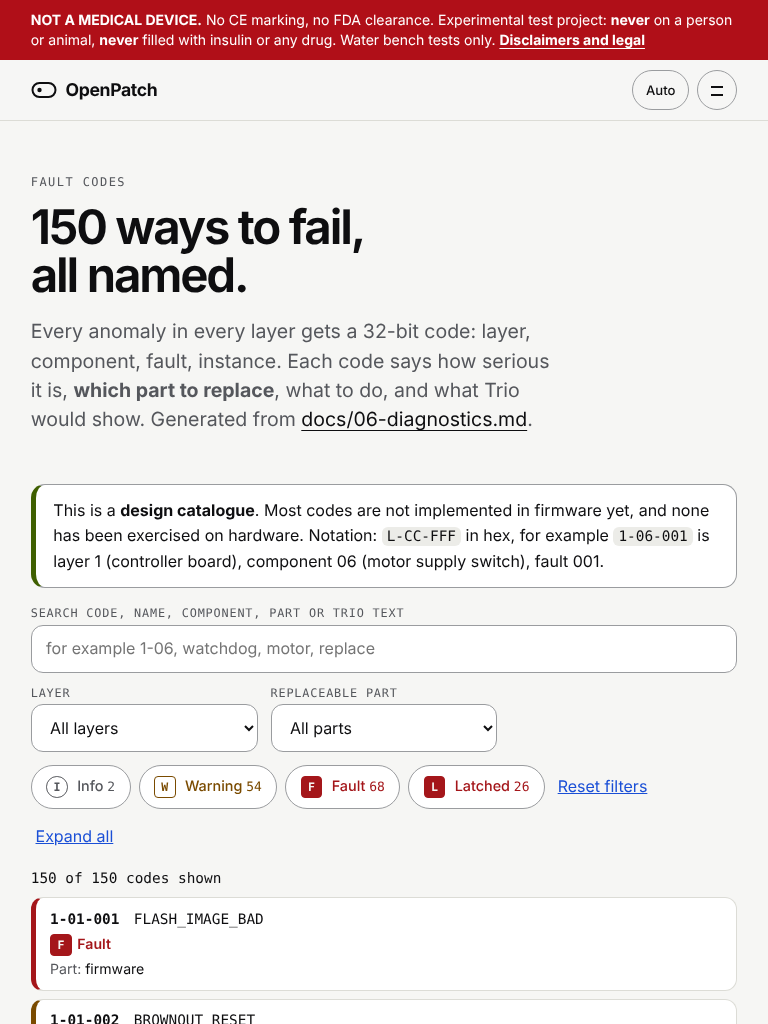 NOT A MEDICAL DEVICE. No CE marking, no FDA clearance. Experimental test project: never on a person
or animal, never filled with insulin or any drug. Water bench tests only. Disclaimers and legal
OpenPatch
Auto
FAULT CODES
150 ways to fail,
all named.
Every anomaly in every layer gets a 32-bit code: layer,
component, fault, instance. Each code says how serious
it is, which part to replace, what to do, and what Trio
would show. Generated from docs/06-diagnostics.md.
This is a design catalogue. Most codes are not implemented in firmware yet, and none
has been exercised on hardware. Notation: L-CC-FFF in hex, for example 1-06-001 is
layer 1 (controller board), component 06 (motor supply switch), fault 001.
SEARCH CODE, NAME, COMPONENT, PART OR TRIO TEXT
for example 1-06, watchdog, motor, replace
LAYER REPLACEABLE PART
All layers All parts
I Info 2 W Warning 54 F Fault 68 L Latched 26 Reset filters
Expand all
150 of 150 codes shown
1-01-001 FLASH_IMAGE_BAD
F Fault
Part: firmware
1-01-002 BROWNOUT_RESET